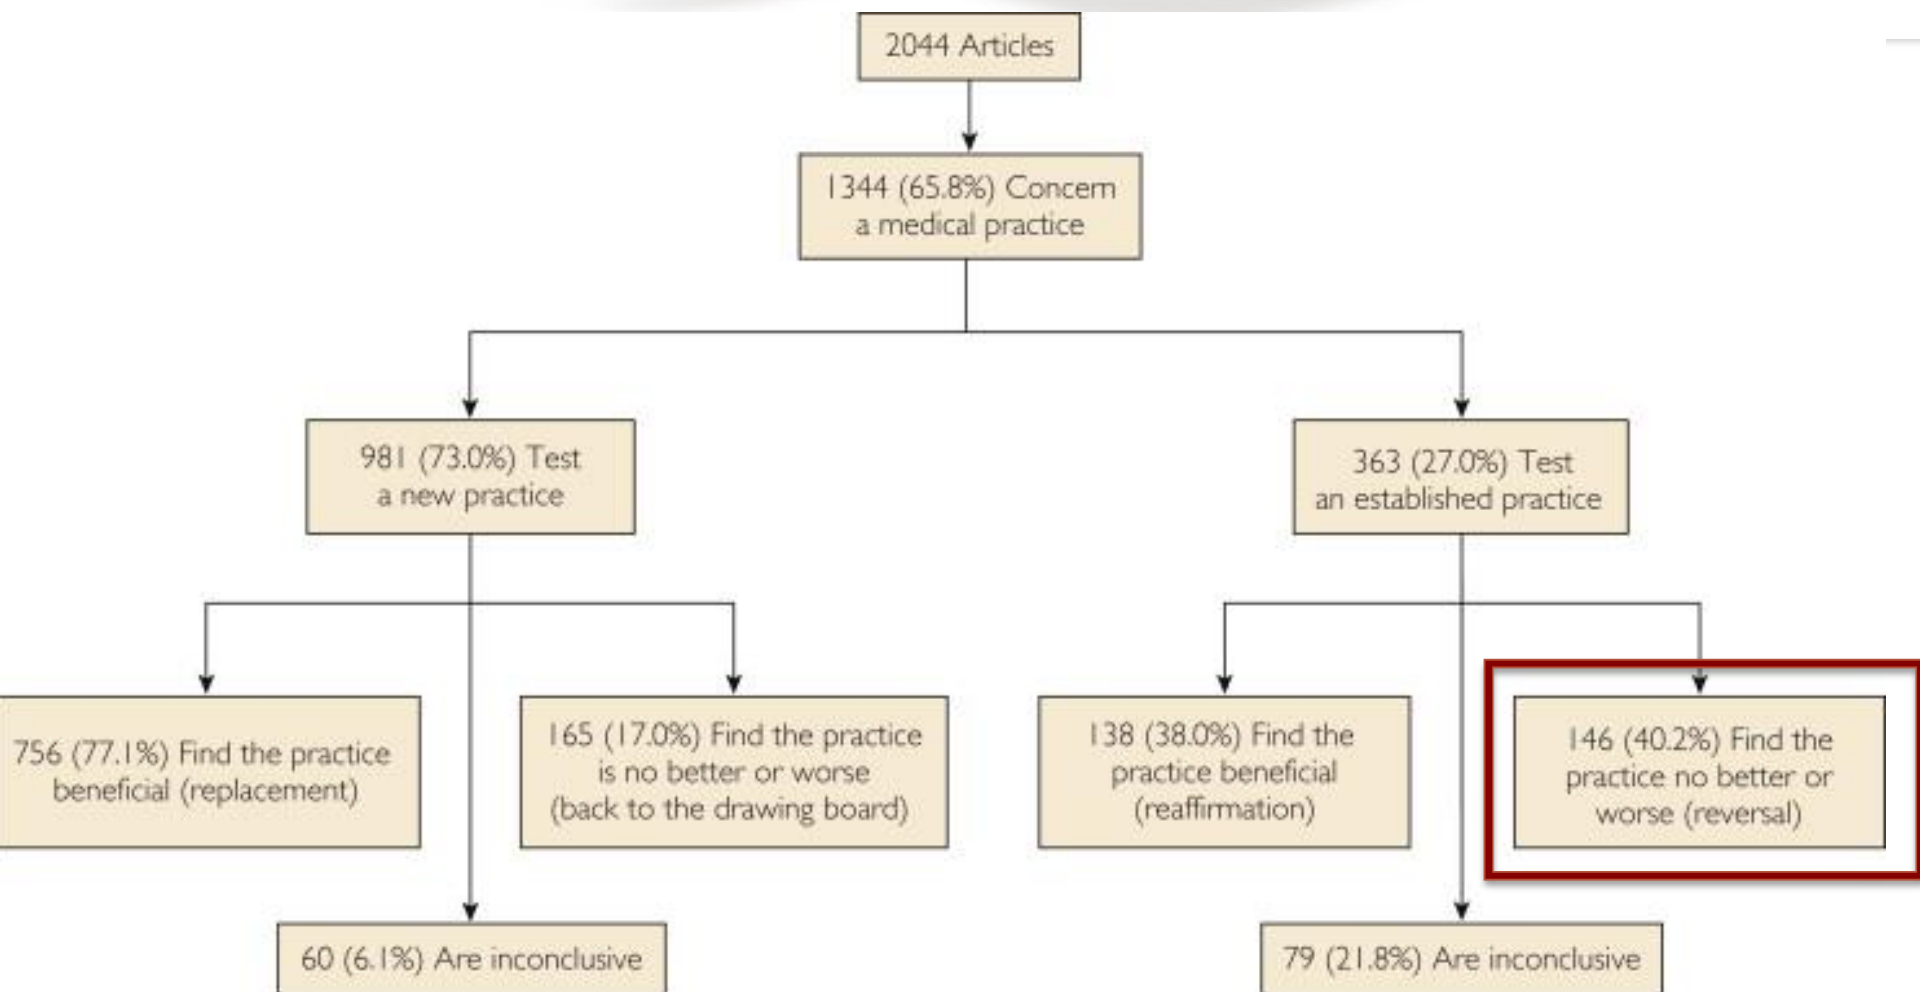 2044 Articles
1344 (65.8%) Concern
a medical practice
981 (73.0%) Test
a new practice
363 (27.0%) Test
an established practice
756 (77.1%) Find the practice
beneficial (replacement)
165 (17.0%) Find the practice
is no better or worse
(back to the drawing board)
138 (38.0%) Find the
practice beneficial
(reaffirmation)
146 (40.2%) Find the
practice no better or
worse (reversal)
60 (6.1%) Are inconclusive
79 (21.8%) Are inconclusive